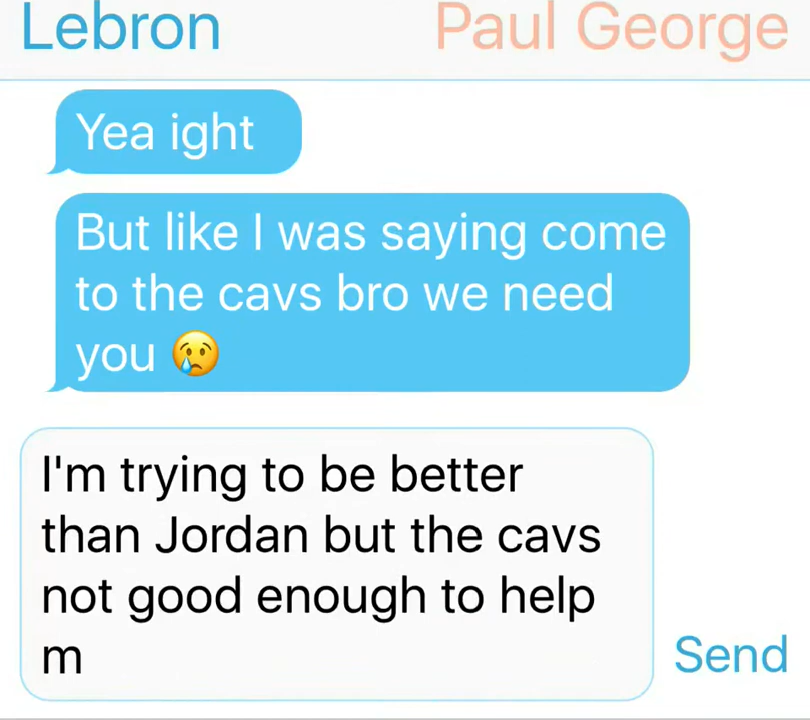 Lebron Paul George
Yea ight
But like I was saying come
to the cavs bro we need
you 😢
I'm trying to be better
than Jordan but the cavs
not good enough to help
m
Send